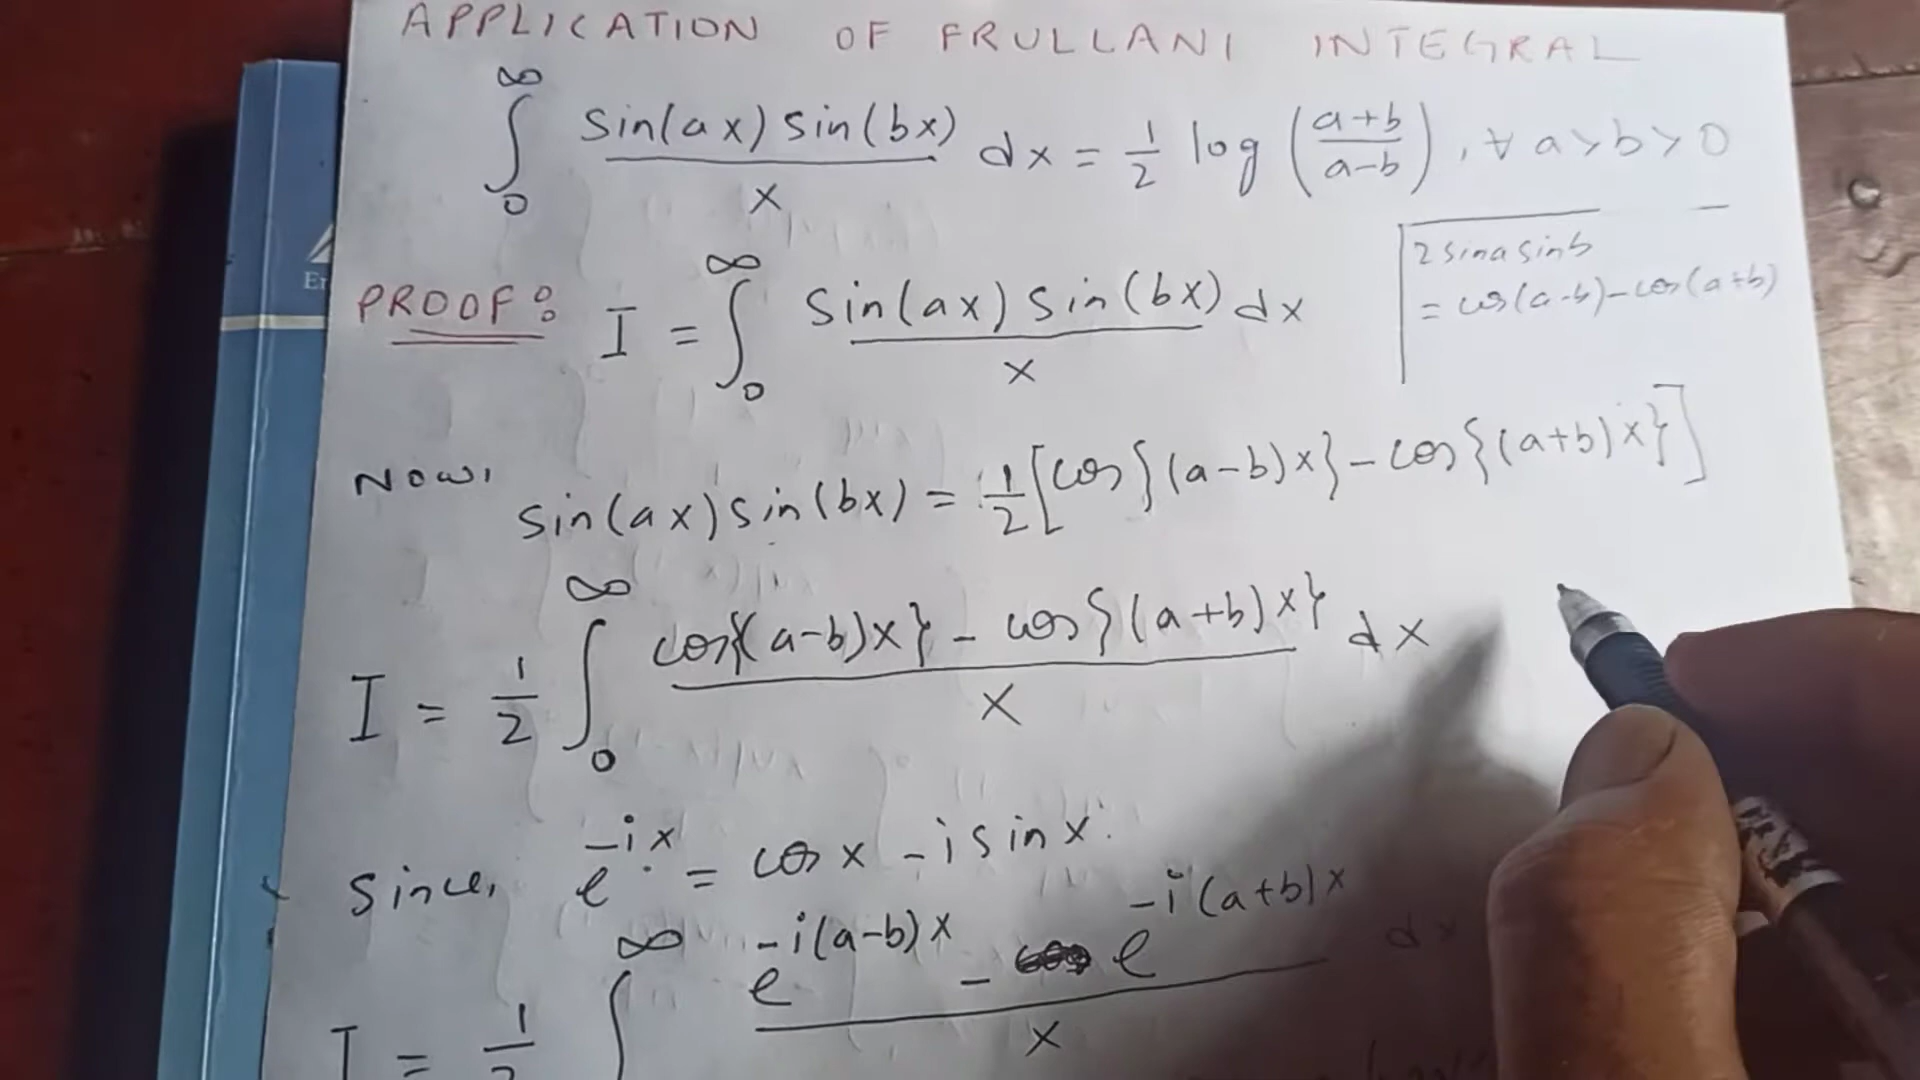 APPLICATION OF FRULLANI INTEGRAL
∫₀^∞ sin(ax) sin(bx) / x dx = 1/2 log ((a+b)/(a-b)), ∀ a>b>0
2 sina sinb
= cos(a-b)-cos(a+b)
PROOF: I = ∫₀^∞ sin(ax) sin(bx) / x dx
Now, sin(ax) sin(bx) = 1/2 [cos{(a-b)x} - cos{(a+b)x}]
I = 1/2 ∫₀^∞ cos{(a-b)x} - cos{(a+b)x} / x dx
Since, e^(-ix) = cos x - i sin x.
I = 1/2 ∫^∞ e^(-i(a-b)x) - e^(-i(a+b)x) / x dx